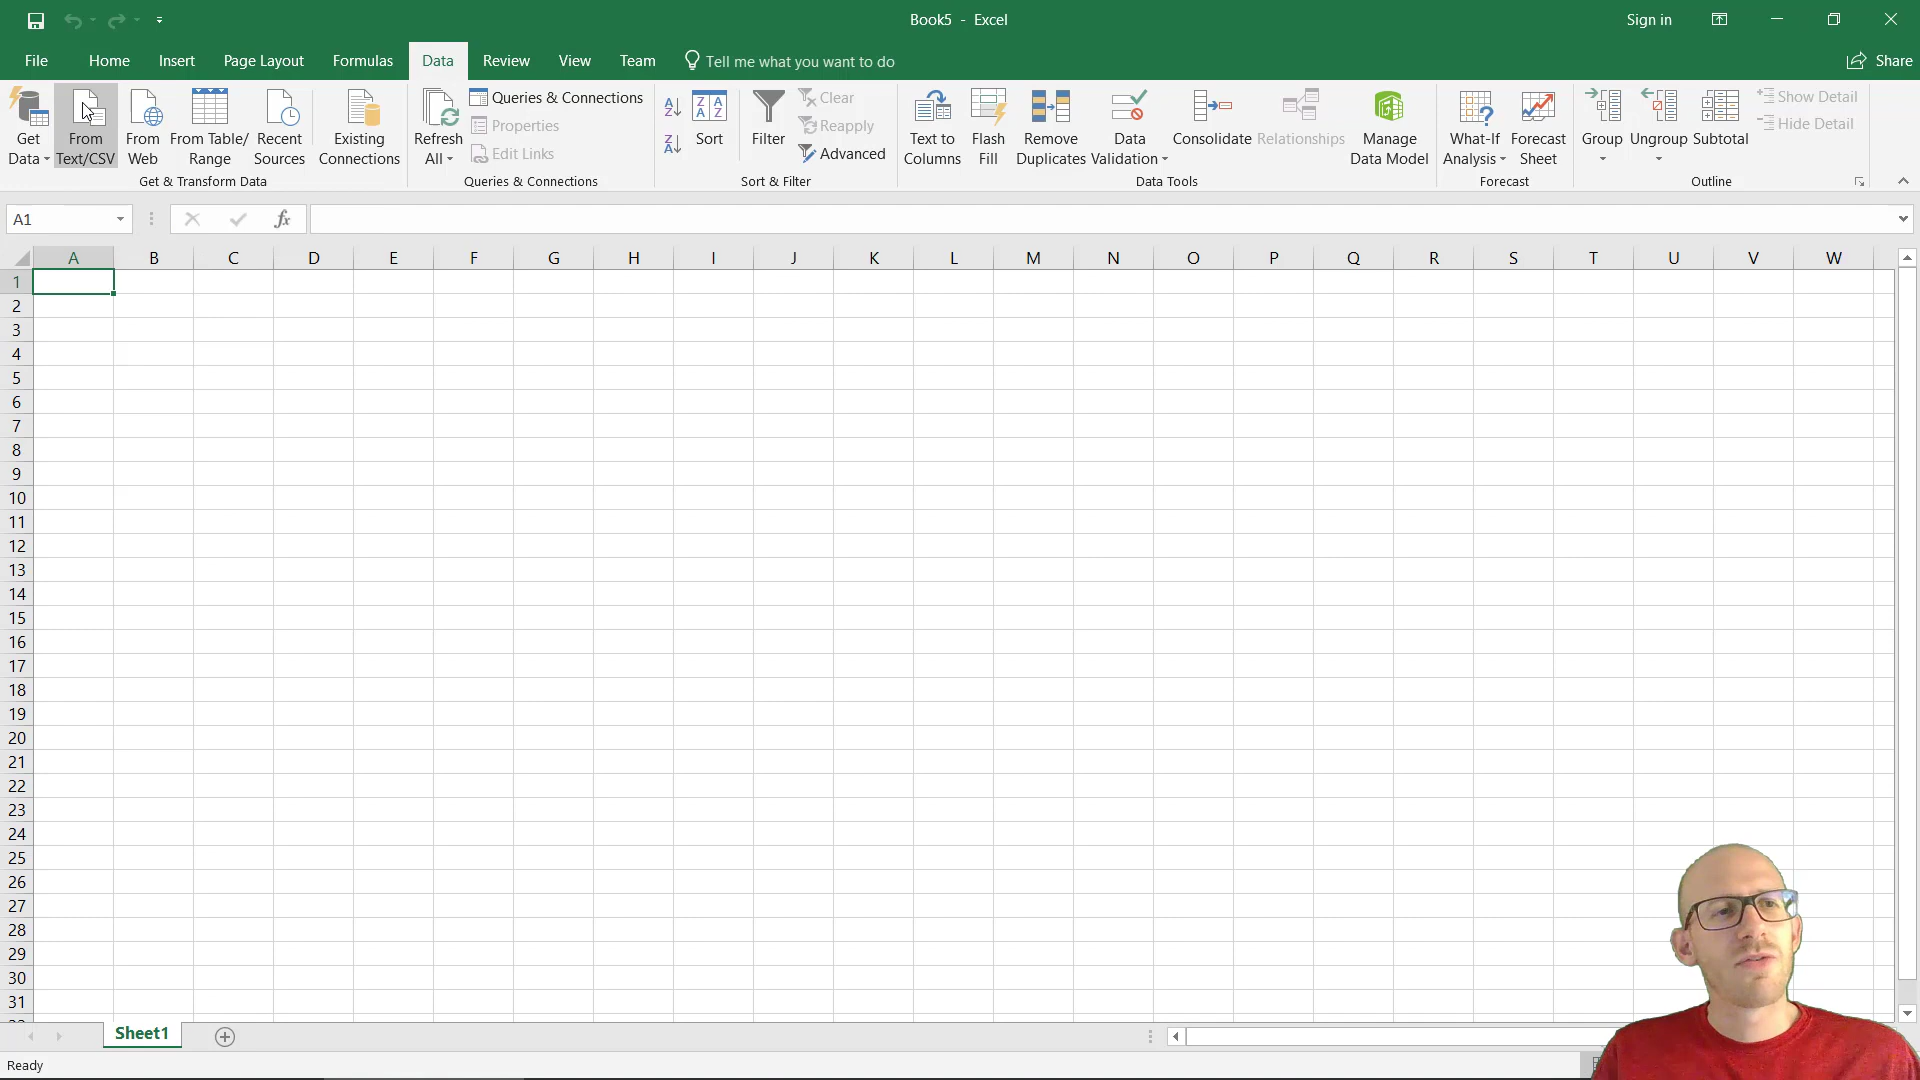 Book5 - Excel
Sign in
File Home Insert Page Layout Formulas Data Review View Team Tell me what you want to do
Share
Get Data
From Text/CSV
From Web
From Table/ Range
Recent Sources
Existing Connections
Get & Transform Data
Refresh All
Queries & Connections
Properties
Edit Links
Queries & Connections
A Z
Z A
Z A A Z
Sort
Filter
Clear
Reapply
Advanced
Sort & Filter
Text to Columns
Flash Fill
Remove Duplicates
Data Validation
Consolidate
Relationships
Manage Data Model
Data Tools
What-If Analysis
Forecast Sheet
Forecast
Group
Ungroup
Subtotal
Show Detail
Hide Detail
Outline
A1
fx
A B C D E F G H I J K L M N O P Q R S T U V W
1
2
3
4
5
6
7
8
9
10
11
12
13
14
15
16
17
18
19
20
21
22
23
24
25
26
27
28
29
30
31
Sheet1
Ready